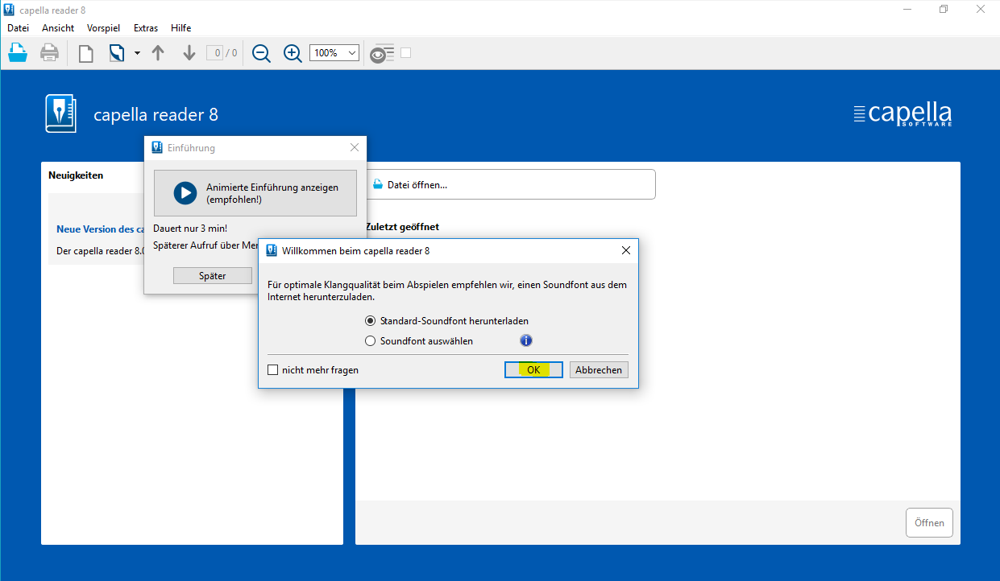 capella reader 8
Datei Ansicht Vorspiel Extras Hilfe
0 / 0 100%
capella reader 8
capella
SOFTWARE
Einführung
Animierte Einführung anzeigen
(empfohlen!)
Dauert nur 3 min!
Späterer Aufruf über Men
Später
Neuigkeiten
Neue Version des ca
Der capella reader 8.0
Datei öffnen...
Zuletzt geöffnet
Willkommen beim capella reader 8
Für optimale Klangqualität beim Abspielen empfehlen wir, einen Soundfont aus dem
Internet herunterzuladen.
Standard-Soundfont herunterladen
Soundfont auswählen
nicht mehr fragen
OK
Abbrechen
Öffnen